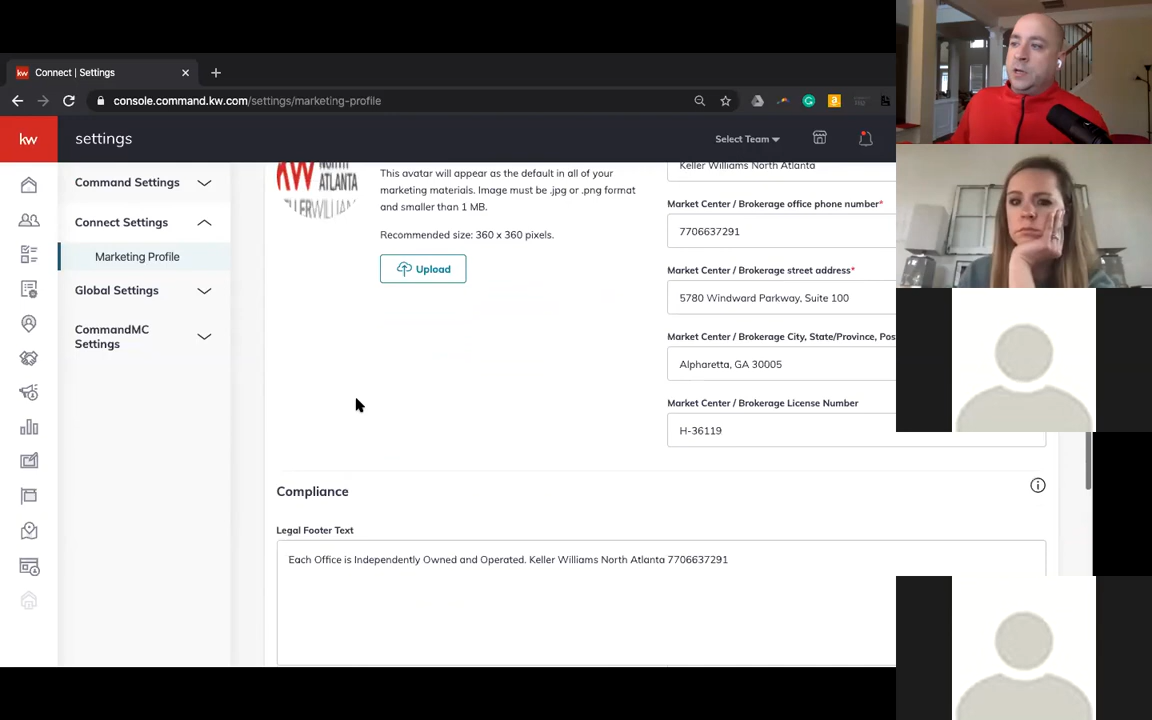 Connect | Settings
console.command.kw.com/settings/marketing-profile
kw
settings
Select Team
Command Settings
Connect Settings
Marketing Profile
Global Settings
CommandMC
Settings
kw
NORTH
ATLANTA
KELLERWILLIAMS
This avatar will appear as the default in all of your
marketing materials. Image must be .jpg or .png format
and smaller than 1 MB.
Recommended size: 360 x 360 pixels.
Upload
Keller Williams North Atlanta
Market Center / Brokerage office phone number*
7706637291
Market Center / Brokerage street address*
5780 Windward Parkway, Suite 100
Market Center / Brokerage City, State/Province, Pos
Alpharetta, GA 30005
Market Center / Brokerage License Number
H-36119
Compliance
Legal Footer Text
Each Office is Independently Owned and Operated. Keller Williams North Atlanta 7706637291